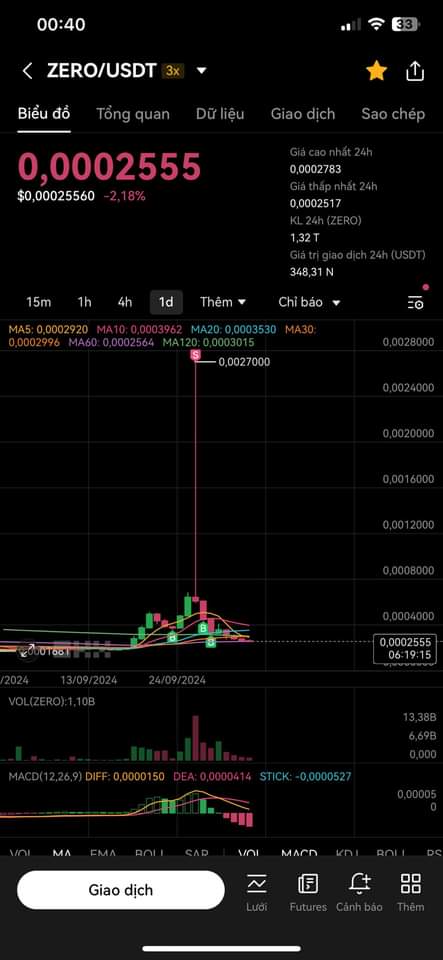 00:40
33
ZERO/USDT 3x
Biểu đồ Tổng quan Dữ liệu Giao dịch Sao chép
0,0002555
$0,00025560 -2,18%
Giá cao nhất 24h
0,0002783
Giá thấp nhất 24h
0,0002517
KL 24h (ZERO)
1,32 T
Giá trị giao dịch 24h (USDT)
348,31 N
15m 1h 4h 1d Thêm Chỉ báo
MA5: 0,0002920 MA10: 0,0003962 MA20: 0,0003530 MA30:
0,0002996 MA60: 0,0002564 MA120: 0,0003015
0,0028000
S
0,0027000
0,0024000
0,0020000
0,0016000
0,0012000
0,0008000
0,0004000
B
B
B
0,0002555
06:19:15
/2024 13/09/2024 24/09/2024
VOL(ZERO):1,10B
13,38B
6,69B
0,000
MACD(12,26,9) DIFF: 0,0000150 DEA: 0,0000414 STICK: -0,0000527
0,00005
0
VOL MA EMA BOLL SAR VOL MACD KDJ BOLL RS
Giao dịch
Lưới
Futures
Cảnh báo
Thêm